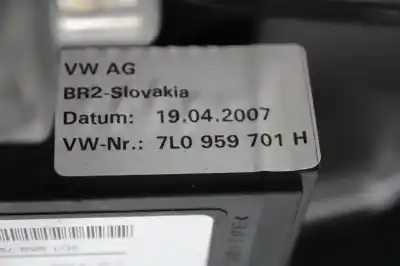 VW AG
BR2-Slovakia
Datum: 19.04.2007
VW-Nr.: 7L0 959 701 H